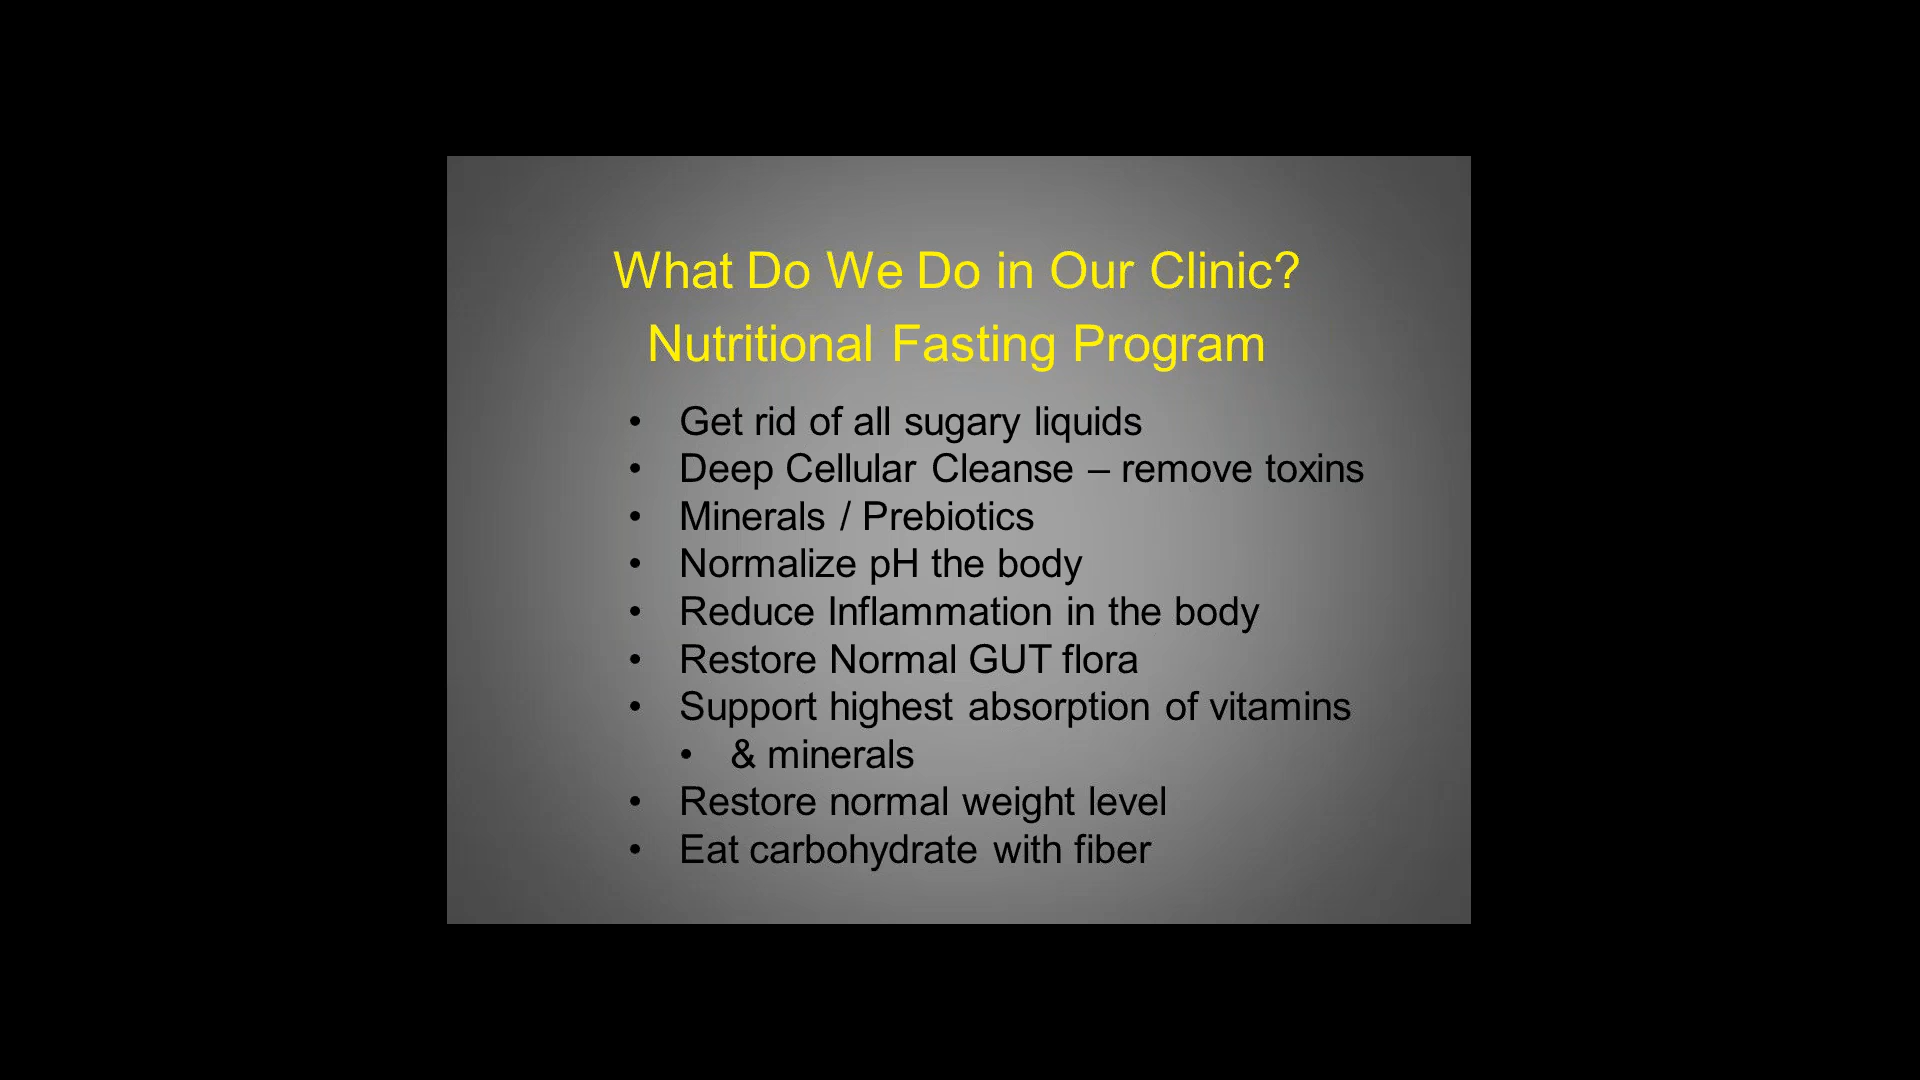 What Do We Do in Our Clinic?
Nutritional Fasting Program
• Get rid of all sugary liquids
• Deep Cellular Cleanse – remove toxins
• Minerals / Prebiotics
• Normalize pH the body
• Reduce Inflammation in the body
• Restore Normal GUT flora
• Support highest absorption of vitamins
• & minerals
• Restore normal weight level
• Eat carbohydrate with fiber